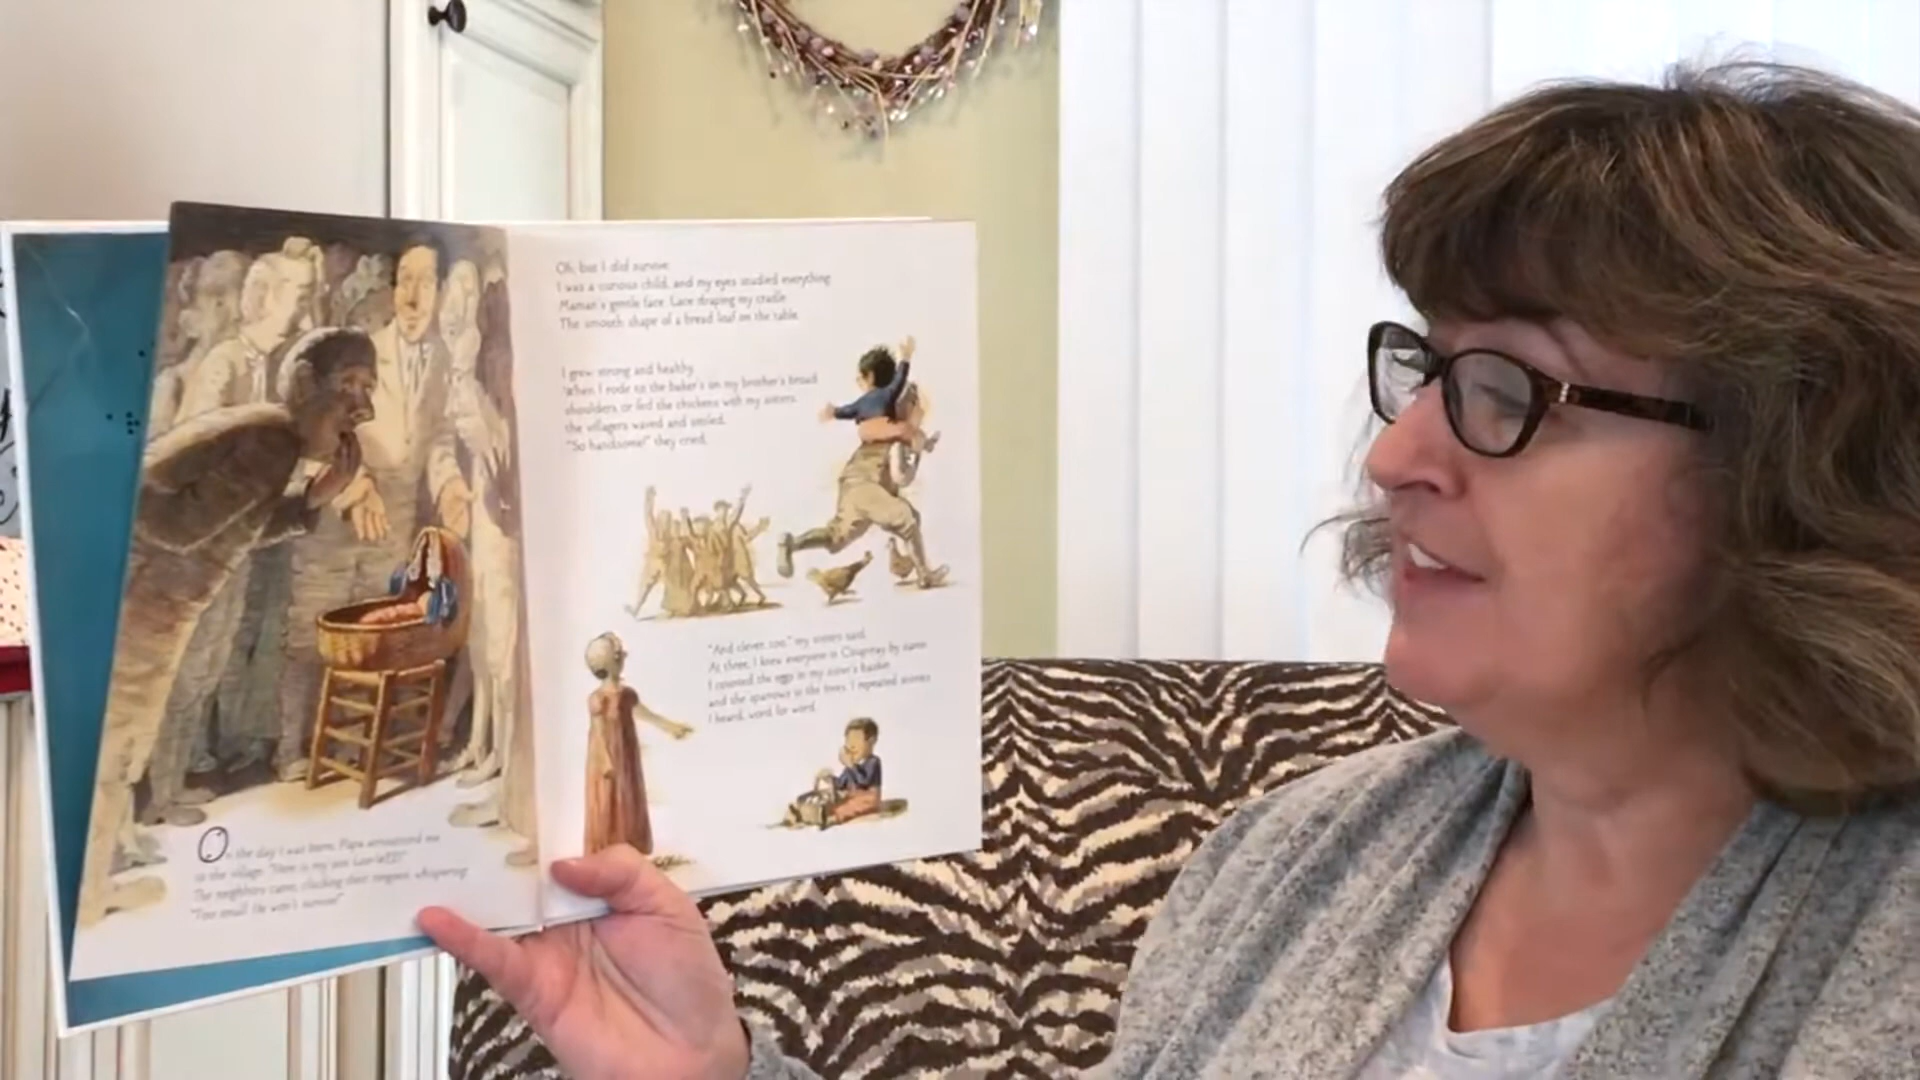 On the day I was born, Papa announced me
to the village. "Here is my son Louis!"
The neighbors came, clucking their tongues, whispering:
"Too small. He won't survive."
Oh, but I did survive.
I was a curious child, and my eyes studied everything
Maman's gentle face. Lace draping my cradle
The smooth shape of a bread loaf on the table.
I grew strong and healthy.
When I rode to the baker's on my brother's broad
shoulders or fed the chickens with my sisters,
the villagers waved and smiled.
"So handsome!" they cried.
"And clever, too," my sisters said.
At three, I knew everyone in Coupvray by name.
I counted the eggs in my sister's basket
and the sparrows in the trees. I repeated stories
I heard, word for word.